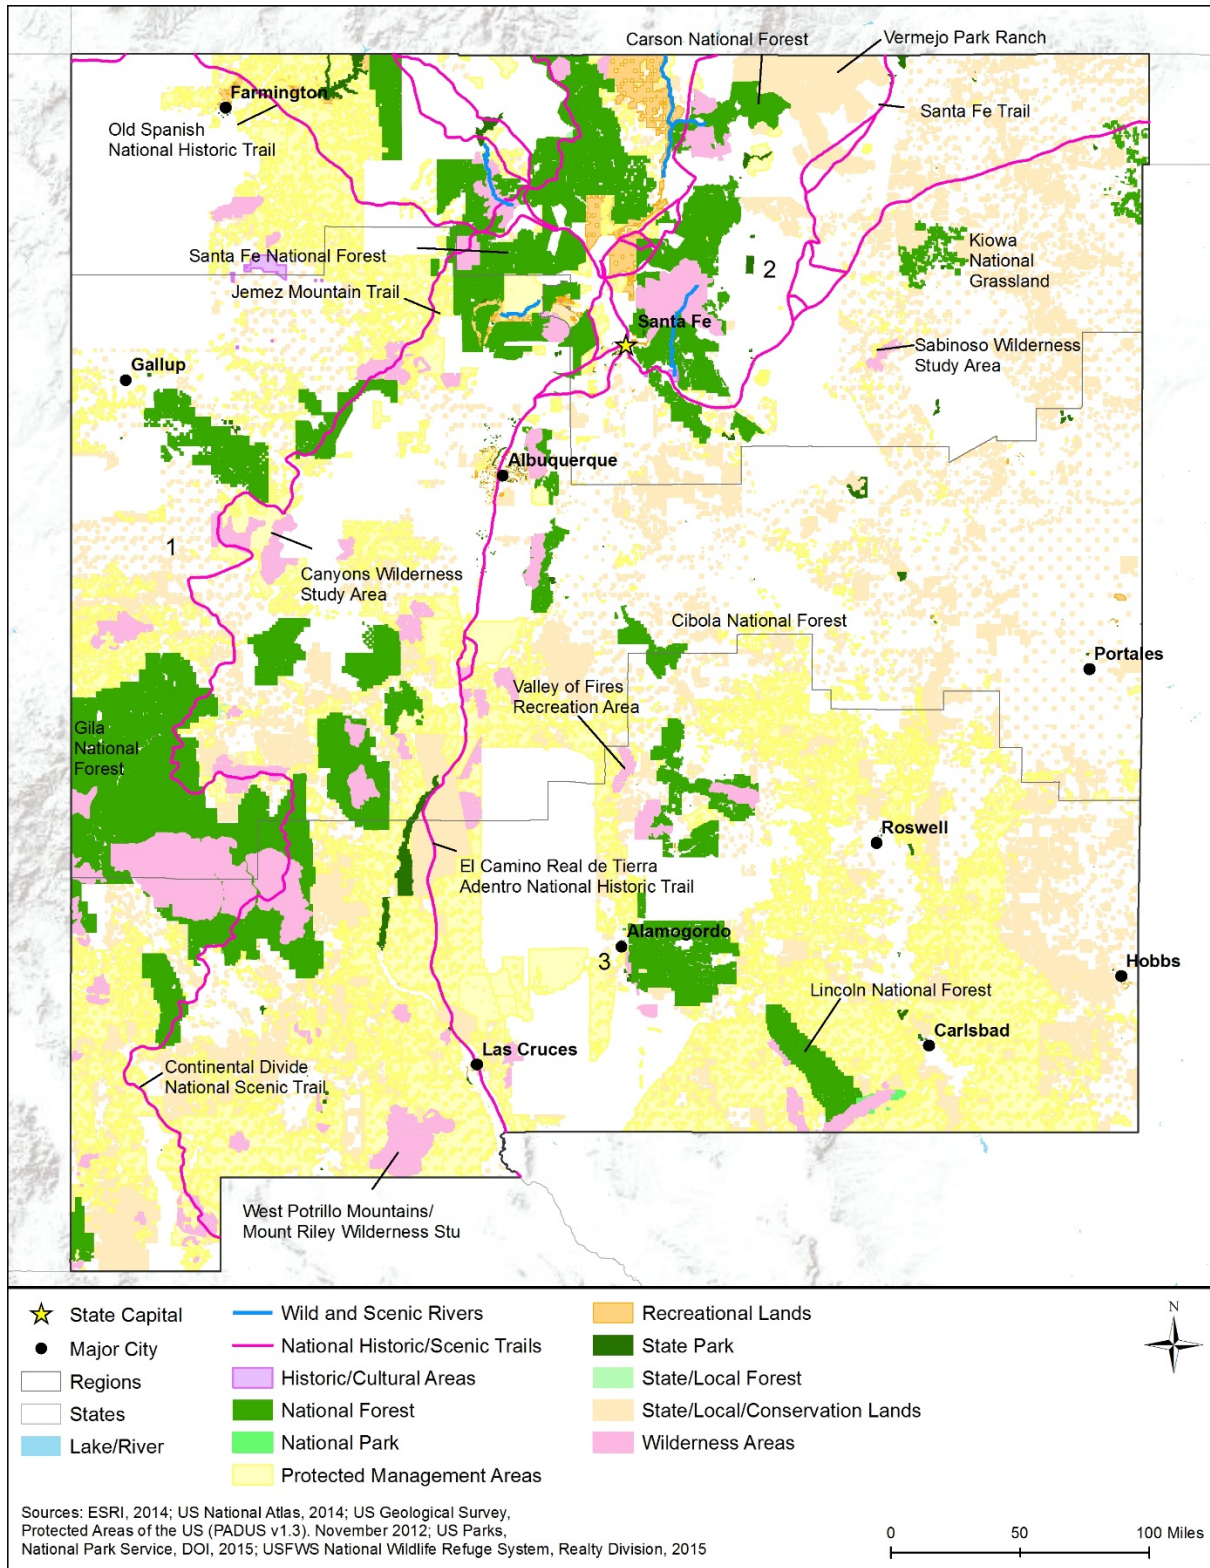 Carson National Forest
Vermejo Park Ranch
Farmington
Santa Fe Trail
Old Spanish
National Historic Trail
Santa Fe National Forest
Kiowa
National
Grassland
2
Jemez Mountain Trail
Santa Fe
Sabinoso Wilderness
Study Area
Gallup
Albuquerque
1
Canyons Wilderness
Study Area
Cibola National Forest
Portales
Valley of Fires
Recreation Area
Gila
National
Forest
Roswell
El Camino Real de Tierra
Adentro National Historic Trail
Alamogordo
3
Hobbs
Lincoln National Forest
Carlsbad
Las Cruces
Continental Divide
National Scenic Trail
West Potrillo Mountains/
Mount Riley Wilderness Stu
State Capital
Major City
Regions
States
Lake/River
Wild and Scenic Rivers
National Historic/Scenic Trails
Historic/Cultural Areas
National Forest
National Park
Protected Management Areas
Recreational Lands
State Park
State/Local Forest
State/Local/Conservation Lands
Wilderness Areas
N
Sources: ESRI, 2014; US National Atlas, 2014; US Geological Survey,
Protected Areas of the US (PADUS v1.3). November 2012; US Parks,
National Park Service, DOI, 2015; USFWS National Wildlife Refuge System, Realty Division, 2015
0 50 100 Miles